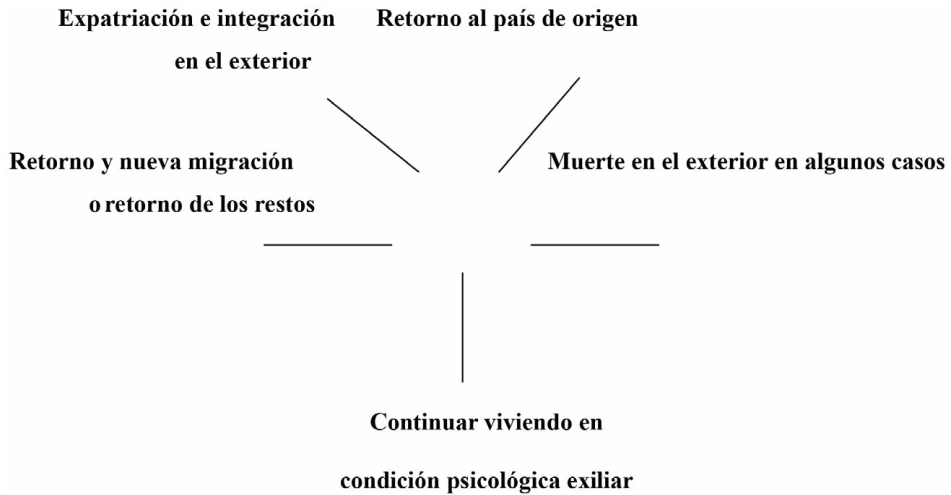 Expatriación e integración
en el exterior
Retorno al país de origen
Retorno y nueva migración
o retorno de los restos
Muerte en el exterior en algunos casos
Continuar viviendo en
condición psicológica exiliar